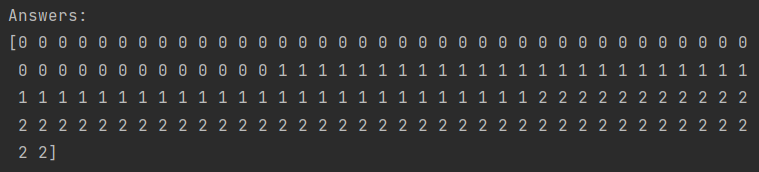 Answers:
[0 0 0 0 0 0 0 0 0 0 0 0 0 0 0 0 0 0 0 0 0 0 0 0 0 0 0 0 0 0 0 0 0 0 0 0 0
0 0 0 0 0 0 0 0 0 0 0 0 0 1 1 1 1 1 1 1 1 1 1 1 1 1 1 1 1 1 1 1 1 1 1 1 1
1 1 1 1 1 1 1 1 1 1 1 1 1 1 1 1 1 1 1 1 1 1 1 1 1 1 2 2 2 2 2 2 2 2 2 2 2
2 2 2 2 2 2 2 2 2 2 2 2 2 2 2 2 2 2 2 2 2 2 2 2 2 2 2 2 2 2 2 2 2 2 2 2 2
2 2]